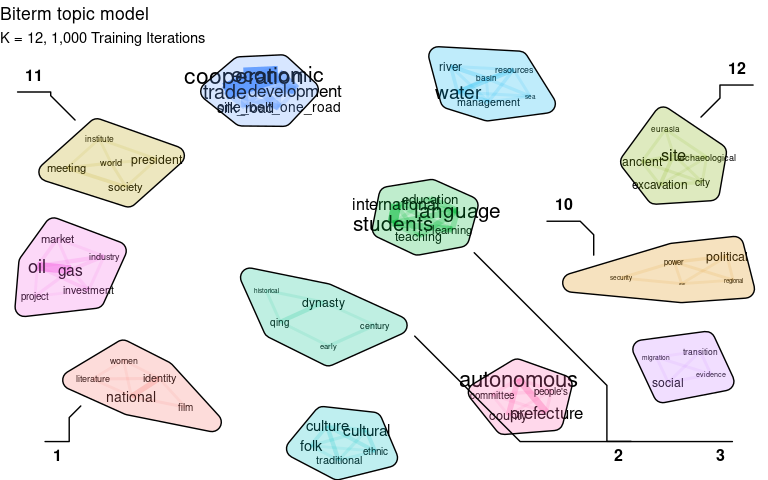 Biterm topic model
K = 12, 1,000 Training Iterations
11
12
cooperation
economic
trade
development
silk_road
belt_one_road
river
resources
basin
water
sea
management
institute
meeting
world
president
society
eurasia
ancient
site
archaeological
excavation
city
education
international
language
students
learning
teaching
10
market
oil
gas
industry
project
investment
power
political
security
regional
historical
dynasty
qing
century
early
women
literature
identity
national
film
autonomous
committee
people's
county
prefecture
migration
transition
evidence
social
culture
cultural
folk
ethnic
traditional
1
2
3